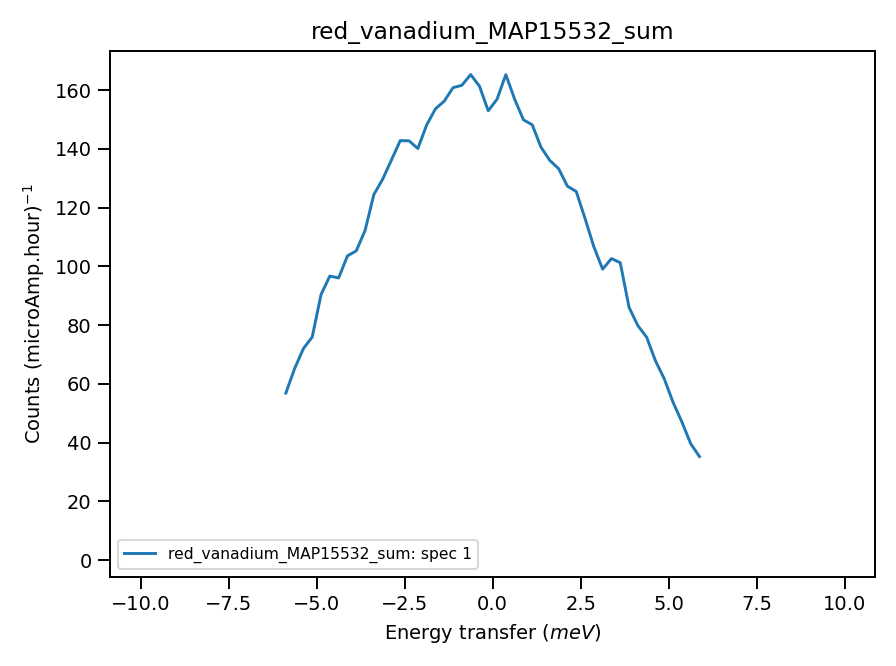 red_vanadium_MAP15532_sum
Counts (microAmp.hour)⁻¹
160
140
120
100
80
60
40
20
0
red_vanadium_MAP15532_sum: spec 1
−10.0 −7.5 −5.0 −2.5 0.0 2.5 5.0 7.5 10.0
Energy transfer (meV)